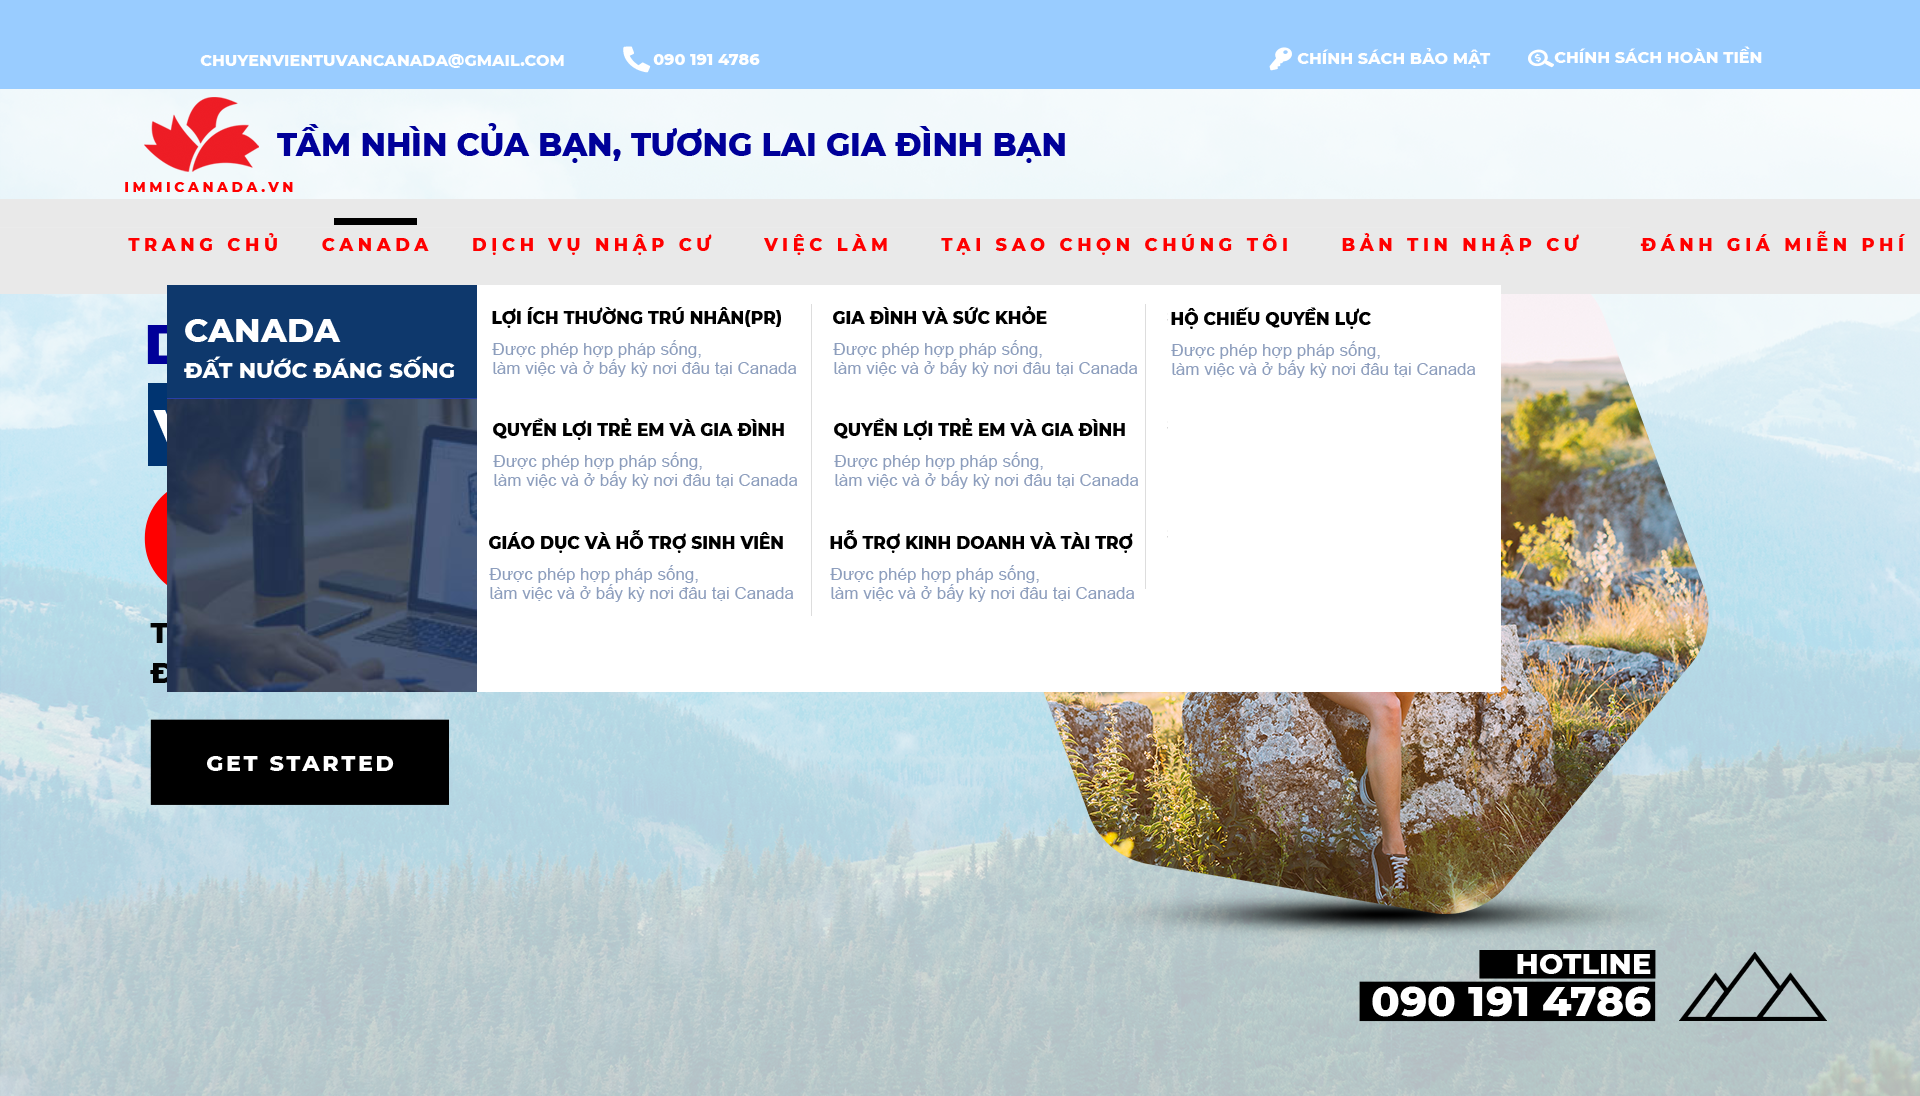 CHUYENVIENTUVANCANADA@GMAIL.COM
090 191 4786
CHÍNH SÁCH BẢO MẬT
CHÍNH SÁCH HOÀN TIỀN
IMMICANADA.VN
TẦM NHÌN CỦA BẠN, TƯƠNG LAI GIA ĐÌNH BẠN
TRANG CHỦ
CANADA
DỊCH VỤ NHẬP CƯ
VIỆC LÀM
TẠI SAO CHỌN CHÚNG TÔI
BẢN TIN NHẬP CƯ
ĐÁNH GIÁ MIỄN PHÍ
CANADA
ĐẤT NƯỚC ĐÁNG SỐNG
LỢI ÍCH THƯỜNG TRÚ NHÂN(PR)
Được phép hợp pháp sống,
làm việc và ở bấy kỳ nơi đâu tại Canada
QUYỀN LỢI TRẺ EM VÀ GIA ĐÌNH
Được phép hợp pháp sống,
làm việc và ở bấy kỳ nơi đâu tại Canada
GIÁO DỤC VÀ HỖ TRỢ SINH VIÊN
Được phép hợp pháp sống,
làm việc và ở bấy kỳ nơi đâu tại Canada
GIA ĐÌNH VÀ SỨC KHỎE
Được phép hợp pháp sống,
làm việc và ở bấy kỳ nơi đâu tại Canada
QUYỀN LỢI TRẺ EM VÀ GIA ĐÌNH
Được phép hợp pháp sống,
làm việc và ở bấy kỳ nơi đâu tại Canada
HỖ TRỢ KINH DOANH VÀ TÀI TRỢ
Được phép hợp pháp sống,
làm việc và ở bấy kỳ nơi đâu tại Canada
HỘ CHIẾU QUYỀN LỰC
Được phép hợp pháp sống,
làm việc và ở bấy kỳ nơi đâu tại Canada
GET STARTED
HOTLINE
090 191 4786